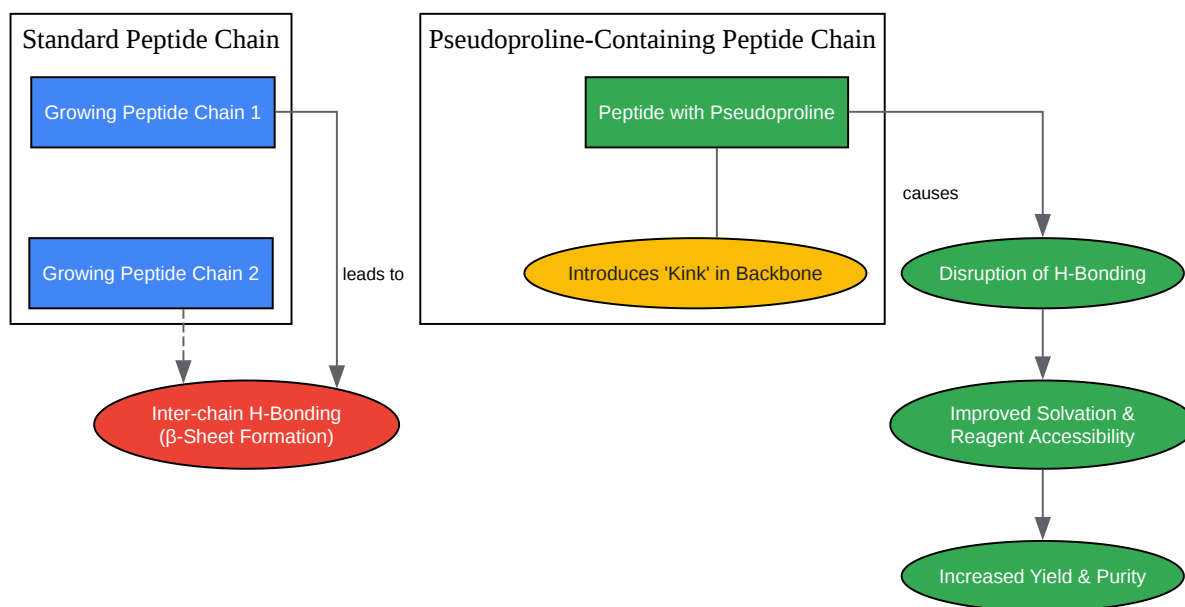 Standard Peptide Chain
Growing Peptide Chain 1
Growing Peptide Chain 2
leads to
Inter-chain H-Bonding
(β-Sheet Formation)
Pseudoproline-Containing Peptide Chain
Peptide with Pseudoproline
Introduces 'Kink' in Backbone
causes
Disruption of H-Bonding
Improved Solvation &
Reagent Accessibility
Increased Yield & Purity